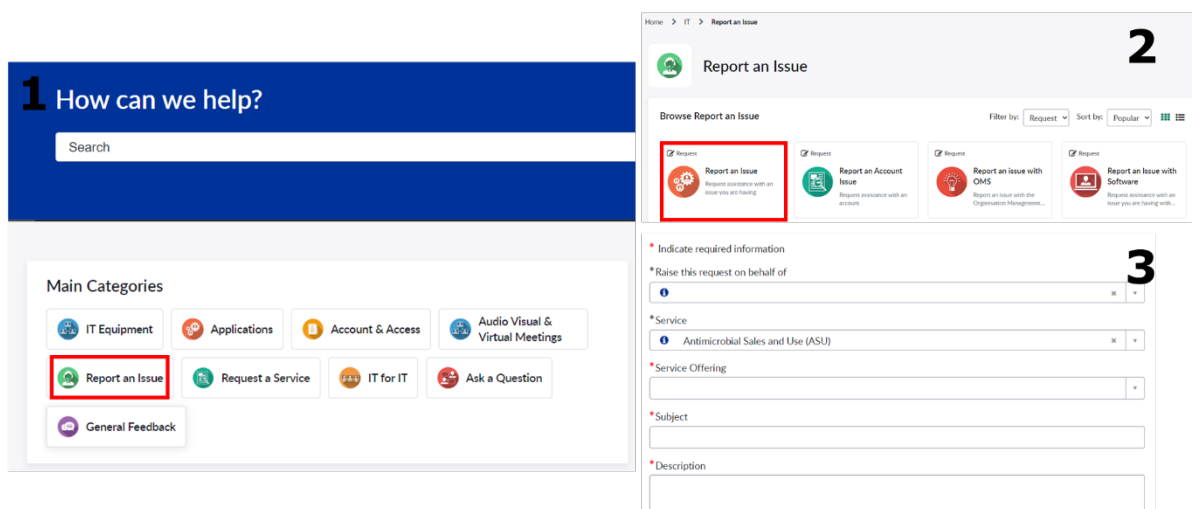 1
How can we help?
Search
Main Categories
IT Equipment
Applications
Account & Access
Audio Visual &
Virtual Meetings
Report an Issue
Request a Service
IT for IT
Ask a Question
General Feedback
Home > IT > Report an Issue
2
Report an Issue
Browse Report an Issue
Filter by: Request
Sort by: Popular
Request
Report an Issue
Request assistance with an
issue you are having
Request
Report an Account
Issue
Request assistance with an
account
Request
Report an issue with
OMS
Report an issue with the
Organisation Management...
Request
Report an Issue with
Software
Request assistance with an
issue you are having with...
* Indicate required information
3
*Raise this request on behalf of
*Service
Antimicrobial Sales and Use (ASU)
*Service Offering
*Subject
*Description